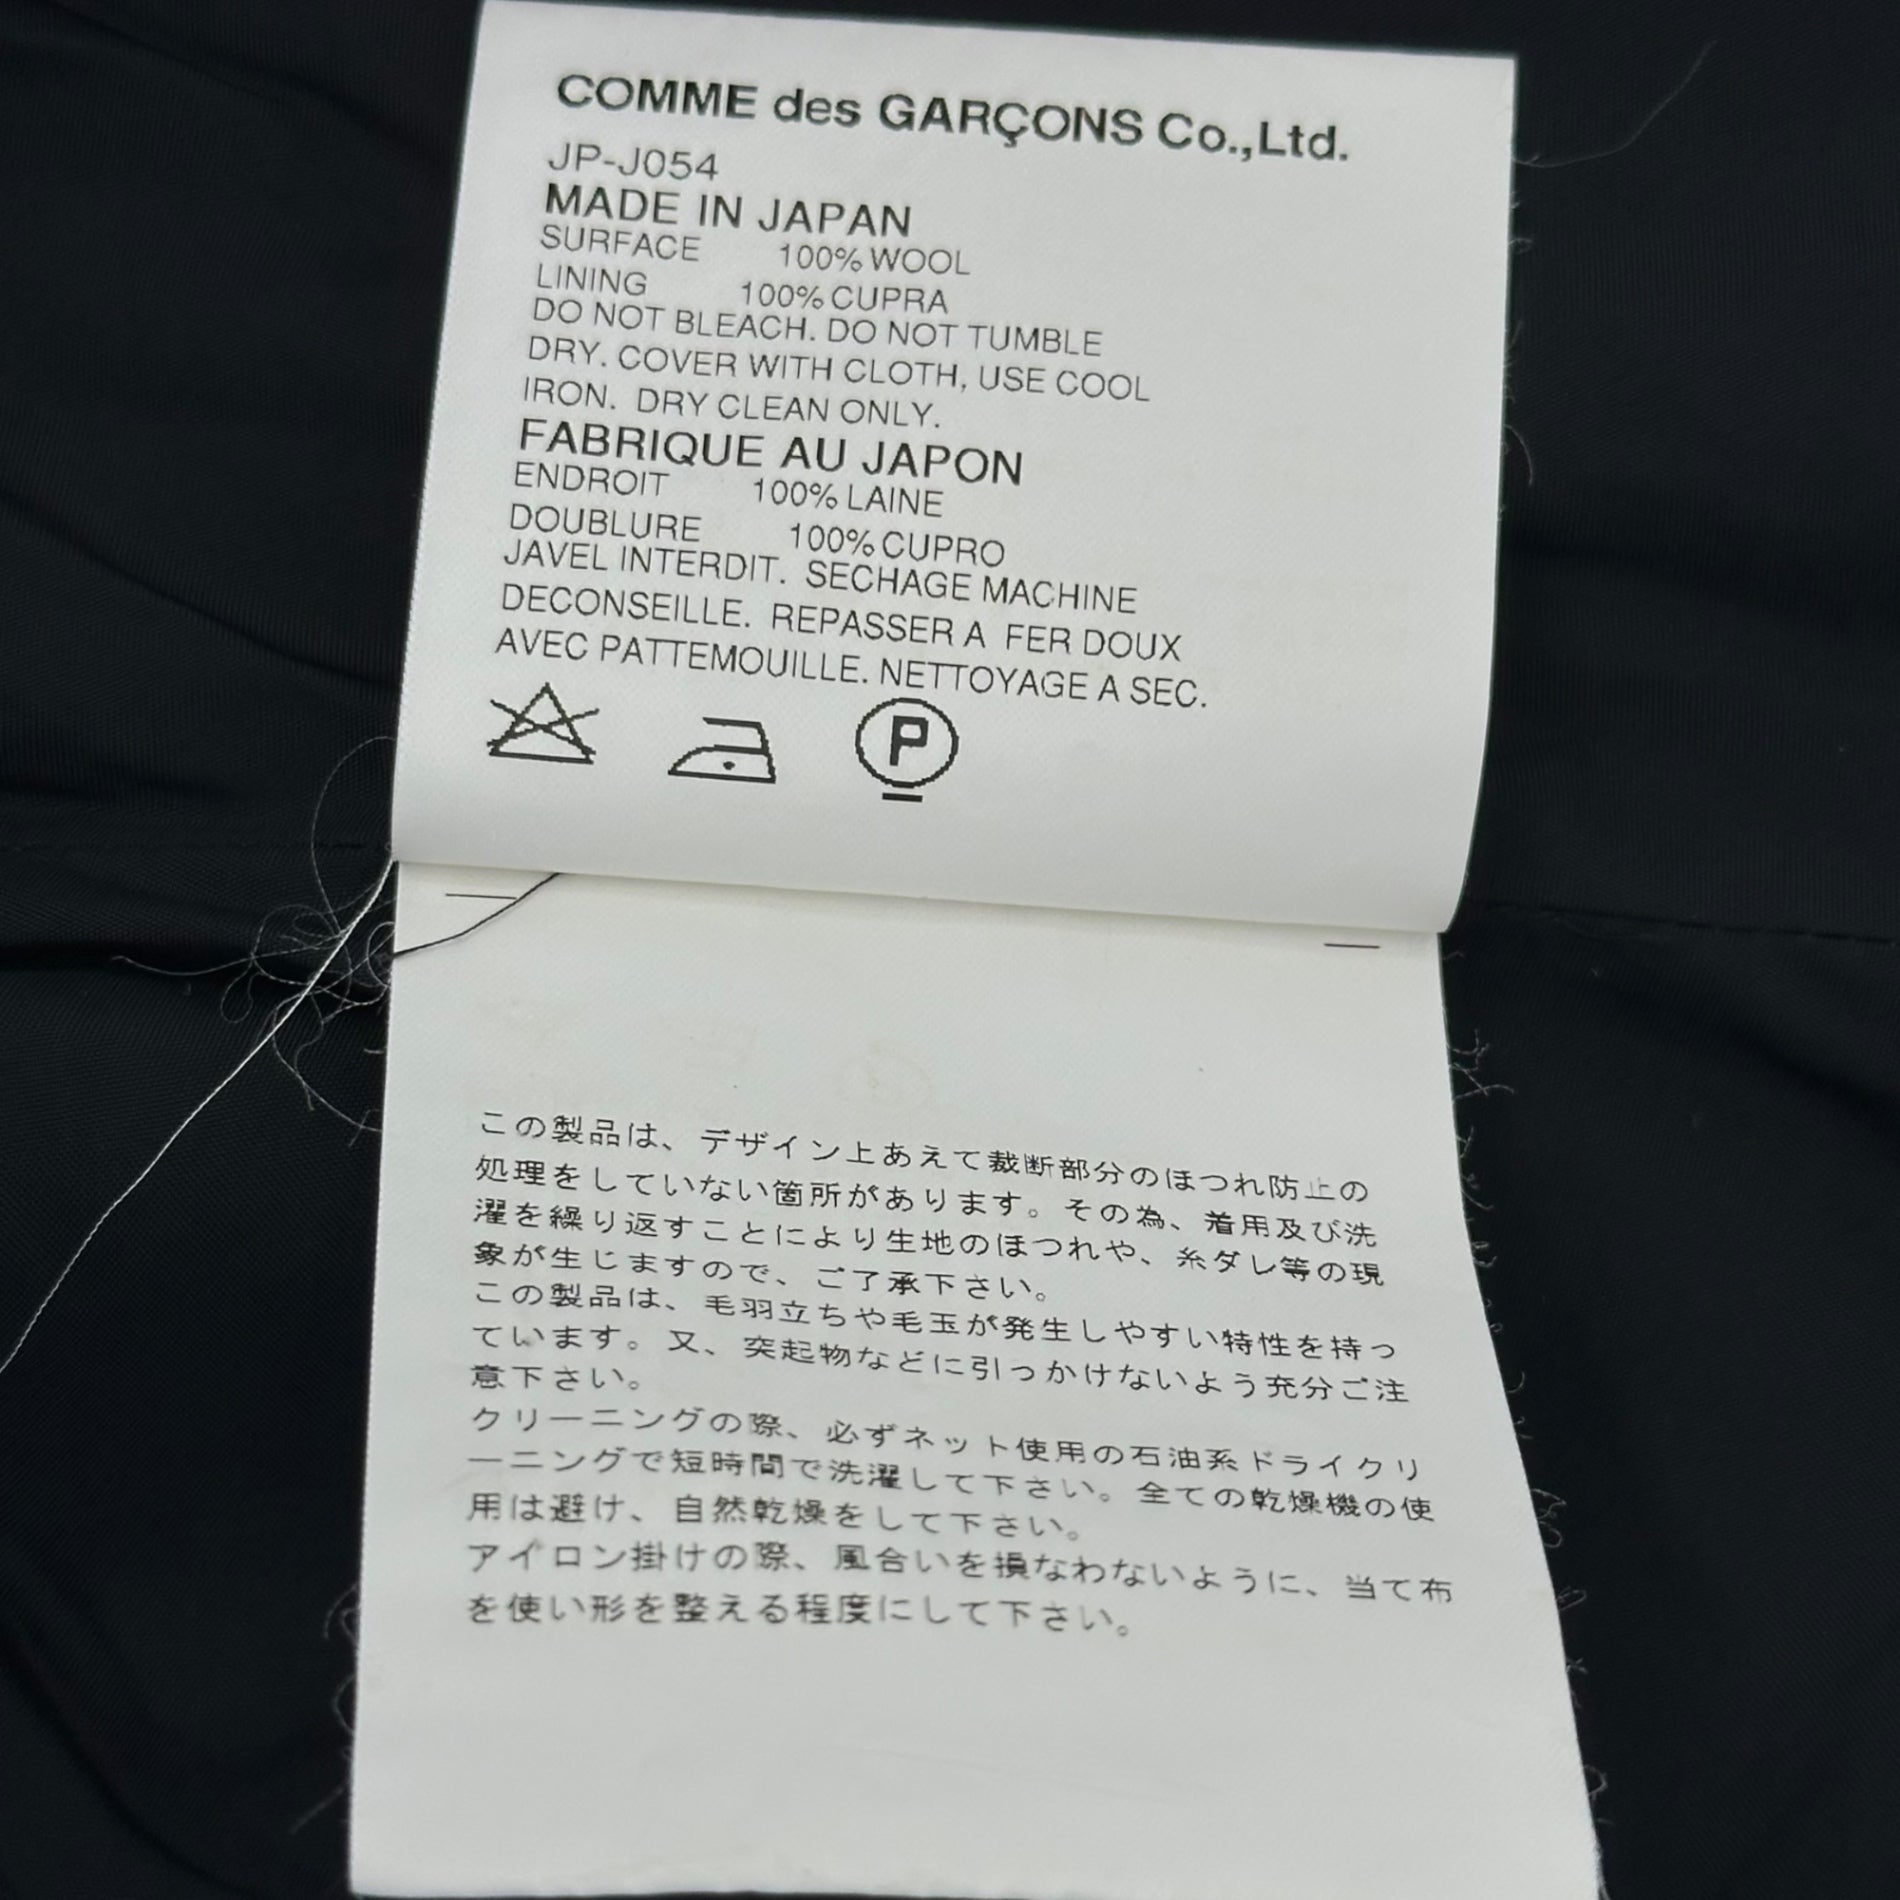 COMME des GARÇONS Co.,Ltd.
JP-J054
MADE IN JAPAN
SURFACE 100% WOOL
LINING 100% CUPRA
DO NOT BLEACH. DO NOT TUMBLE
DRY. COVER WITH CLOTH, USE COOL
IRON. DRY CLEAN ONLY.
FABRIQUE AU JAPON
ENDROIT 100% LAINE
DOUBLURE 100% CUPRO
JAVEL INTERDIT. SECHAGE MACHINE
DECONSEILLE. REPASSER A FER DOUX
AVEC PATTEMOUILLE. NETTOYAGE A SEC.
P
この製品は、デザイン上あえて裁断部分のほつれ防止の
処理をしていない箇所があります。その為、着用及び洗
濯を繰り返すことにより生地のほつれや、糸ダレ等の現
象が生じますので、ご了承下さい。
この製品は、毛羽立ちや毛玉が発生しやすい特性を持っ
ています。又、突起物などに引っかけないよう充分ご注
意下さい。
クリーニングの際、必ずネット使用の石油系ドライクリ
ーニングで短時間で洗濯して下さい。全ての乾燥機の使
用は避け、自然乾燥をして下さい。
アイロン掛けの際、風合いを損なわないように、当て布
を使い形を整える程度にして下さい。